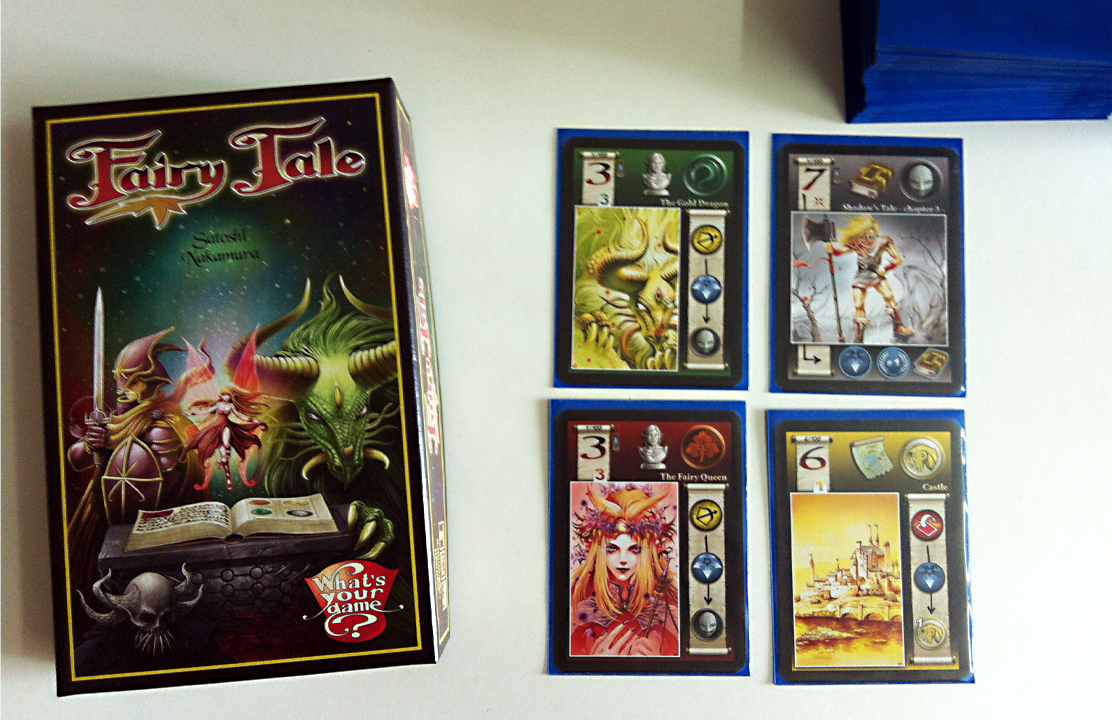 Fairy Tale
Satoshi
Nakamura
What's
your
game
?
3
3
The Gold Dragon
7
Shadow's Tale - chapter 3 -
3
3
The Fairy Queen
6
1
Castle
1